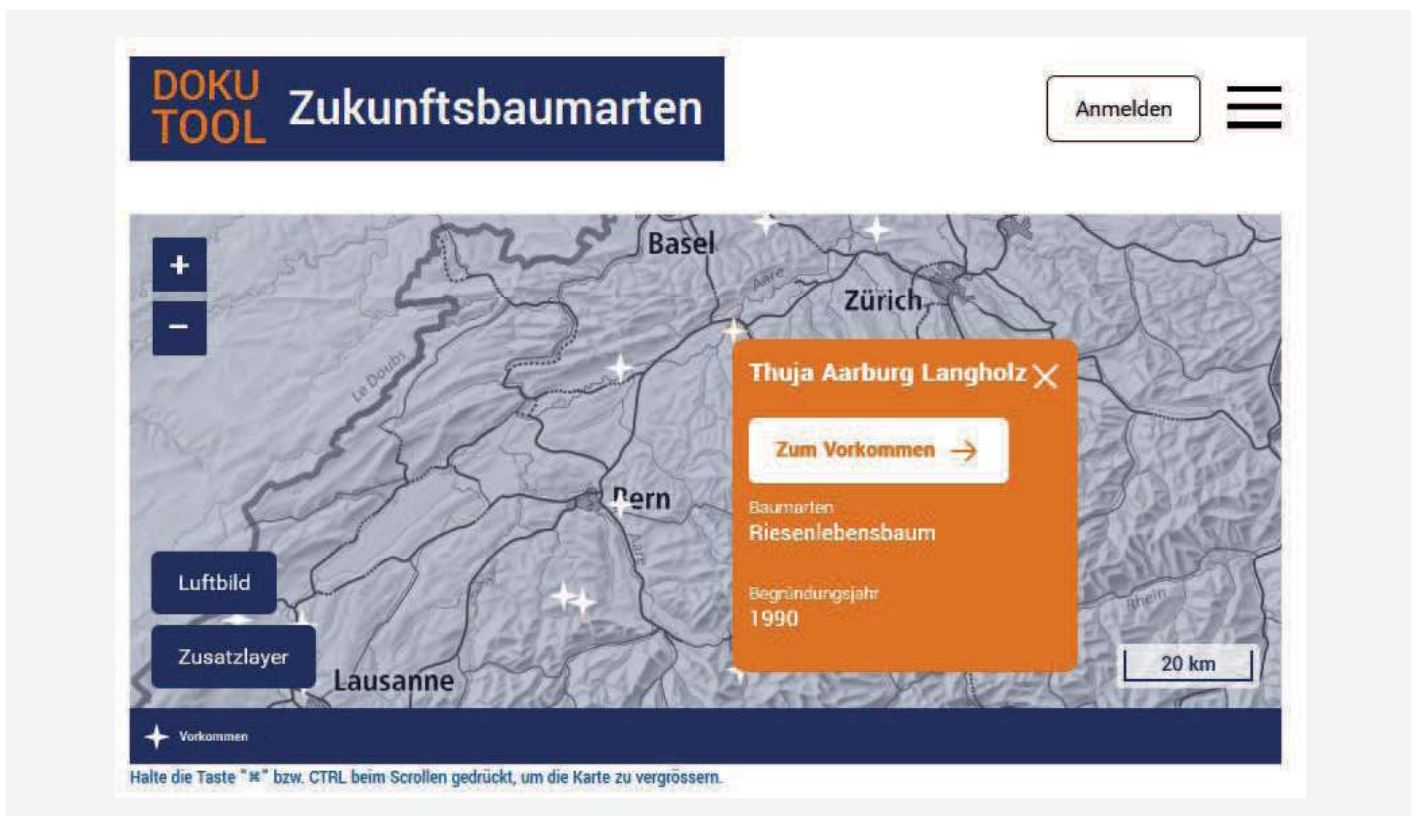 DOKU
TOOL
Zukunftsbaumarten
Anmelden
+
−
Basel
Aare
Zürich
Le Doubs
Thuja Aarburg Langholz
Zum Vorkommen →
Bern
Baumarten
Riesenlebensbaum
Aare
Luftbild
Begründungsjahr
1990
Rhein
Zusatzlayer
20 km
Lausanne
Vorkommen
Halte die Taste "⌘" bzw. CTRL beim Scrollen gedrückt, um die Karte zu vergrössern.